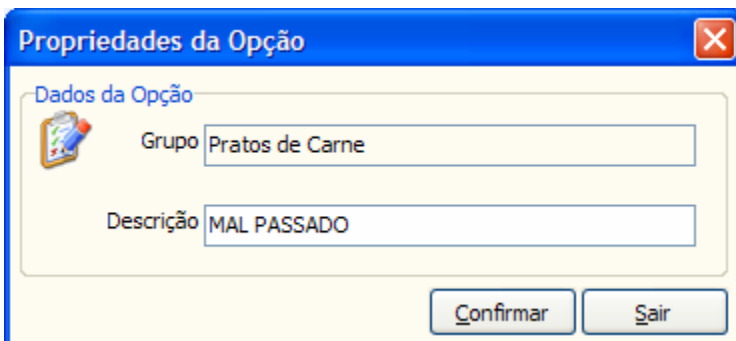 Propriedades da Opção
Dados da Opção
Grupo Pratos de Carne
Descrição MAL PASSADO
Confirmar Sair